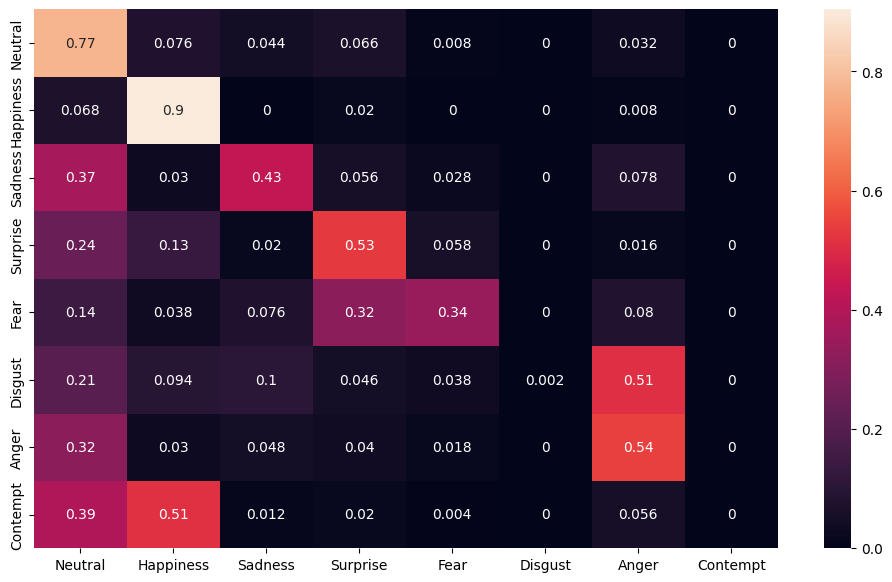 Neutral 0.77 0.076 0.044 0.066 0.008 0 0.032 0
Happiness 0.068 0.9 0 0.02 0 0 0.008 0
Sadness 0.37 0.03 0.43 0.056 0.028 0 0.078 0
Surprise 0.24 0.13 0.02 0.53 0.058 0 0.016 0
Fear 0.14 0.038 0.076 0.32 0.34 0 0.08 0
Disgust 0.21 0.094 0.1 0.046 0.038 0.002 0.51 0
Anger 0.32 0.03 0.048 0.04 0.018 0 0.54 0
Contempt 0.39 0.51 0.012 0.02 0.004 0 0.056 0
Neutral Happiness Sadness Surprise Fear Disgust Anger Contempt
0.8
0.6
0.4
0.2
0.0